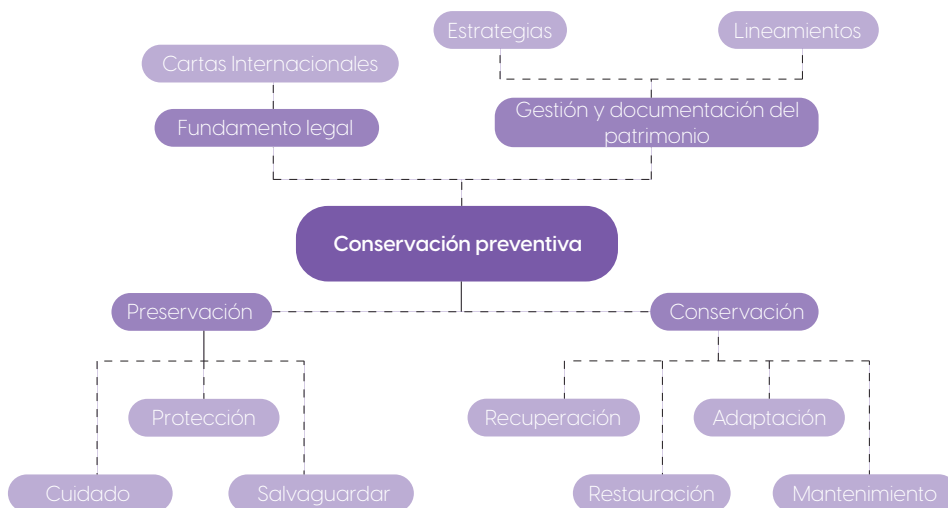 Estrategias
Lineamientos
Cartas Internacionales
Fundamento legal
Gestión y documentación del
patrimonio
Conservación preventiva
Preservación
Conservación
Protección
Recuperación
Adaptación
Cuidado
Salvaguardar
Restauración
Mantenimiento